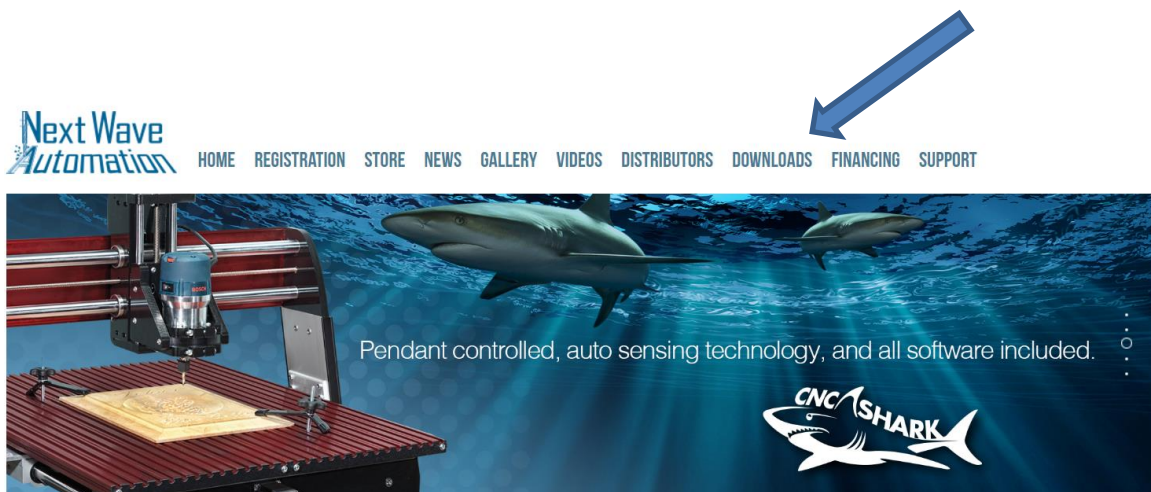 Next Wave
Automation
HOME REGISTRATION STORE NEWS GALLERY VIDEOS DISTRIBUTORS DOWNLOADS FINANCING SUPPORT
BOSCH
Pendant controlled, auto sensing technology, and all software included.
CNC SHARK